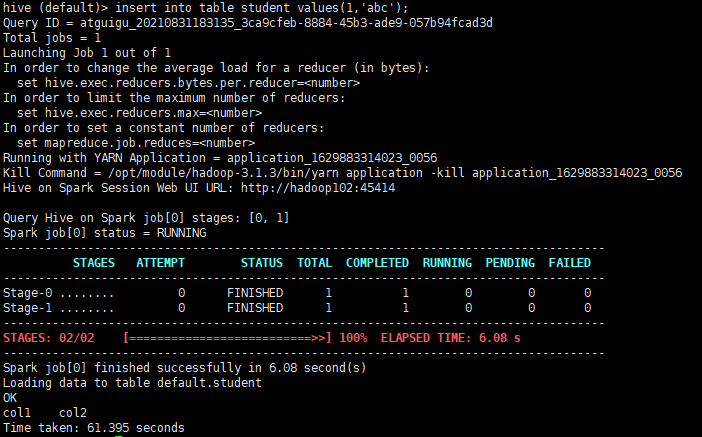 hive (default)> insert into table student values(1,'abc');
Query ID = atguigu_20210831183135_3ca9cfeb-8884-45b3-ade9-057b94fcad3d
Total jobs = 1
Launching Job 1 out of 1
In order to change the average load for a reducer (in bytes):
  set hive.exec.reducers.bytes.per.reducer=<number>
In order to limit the maximum number of reducers:
  set hive.exec.reducers.max=<number>
In order to set a constant number of reducers:
  set mapreduce.job.reduces=<number>
Running with YARN Application = application_1629883314023_0056
Kill Command = /opt/module/hadoop-3.1.3/bin/yarn application -kill application_1629883314023_0056
Hive on Spark Session Web UI URL: http://hadoop102:45414
Query Hive on Spark job[0] stages: [0, 1]
Spark job[0] status = RUNNING
--------------------------------------------------------------------------------------
STAGES   ATTEMPT        STATUS  TOTAL  COMPLETED  RUNNING  PENDING  FAILED
--------------------------------------------------------------------------------------
Stage-0 ........         0      FINISHED      1          1        0        0       0
Stage-1 ........         0      FINISHED      1          1        0        0       0
--------------------------------------------------------------------------------------
STAGES: 02/02    [==========================>>] 100%  ELAPSED TIME: 6.08 s
--------------------------------------------------------------------------------------
Spark job[0] finished successfully in 6.08 second(s)
Loading data to table default.student
OK
col1    col2
Time taken: 61.395 seconds